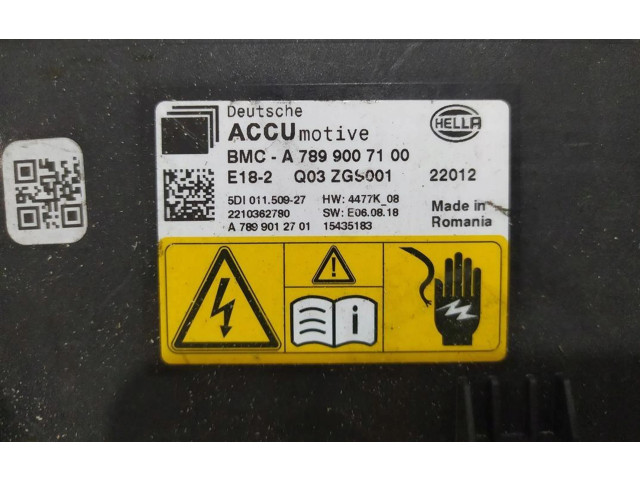 Deutsche
ACCUmotive
HELLA
BMC - A 789 900 71 00
E18-2 Q03 ZGS001 22012
5DI 011.509-27 HW: 4477K_08
2210362780 SW: E06.08.18
A 789 901 27 01 15435183
Made in
Romania